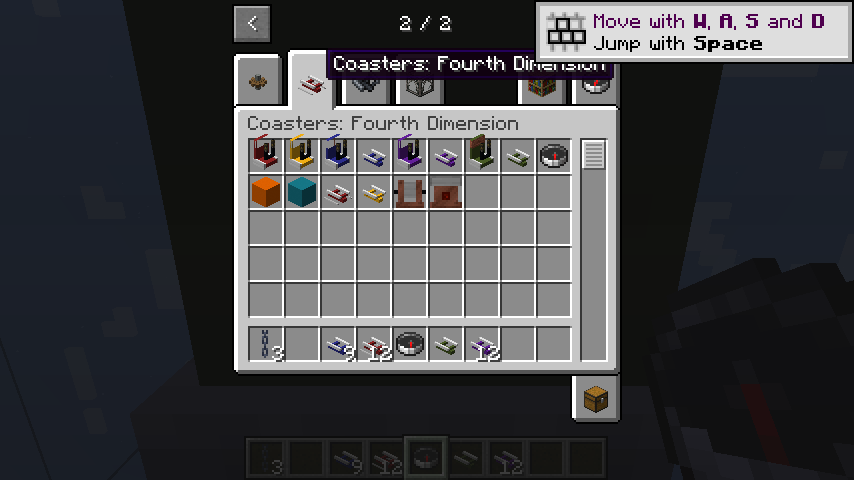 <
2 / 2
Move with W, A, S and D
Jump with Space
Coasters: Fourth Dimension
Coasters: Fourth Dimension
3
9
12
12
3
9
12
12